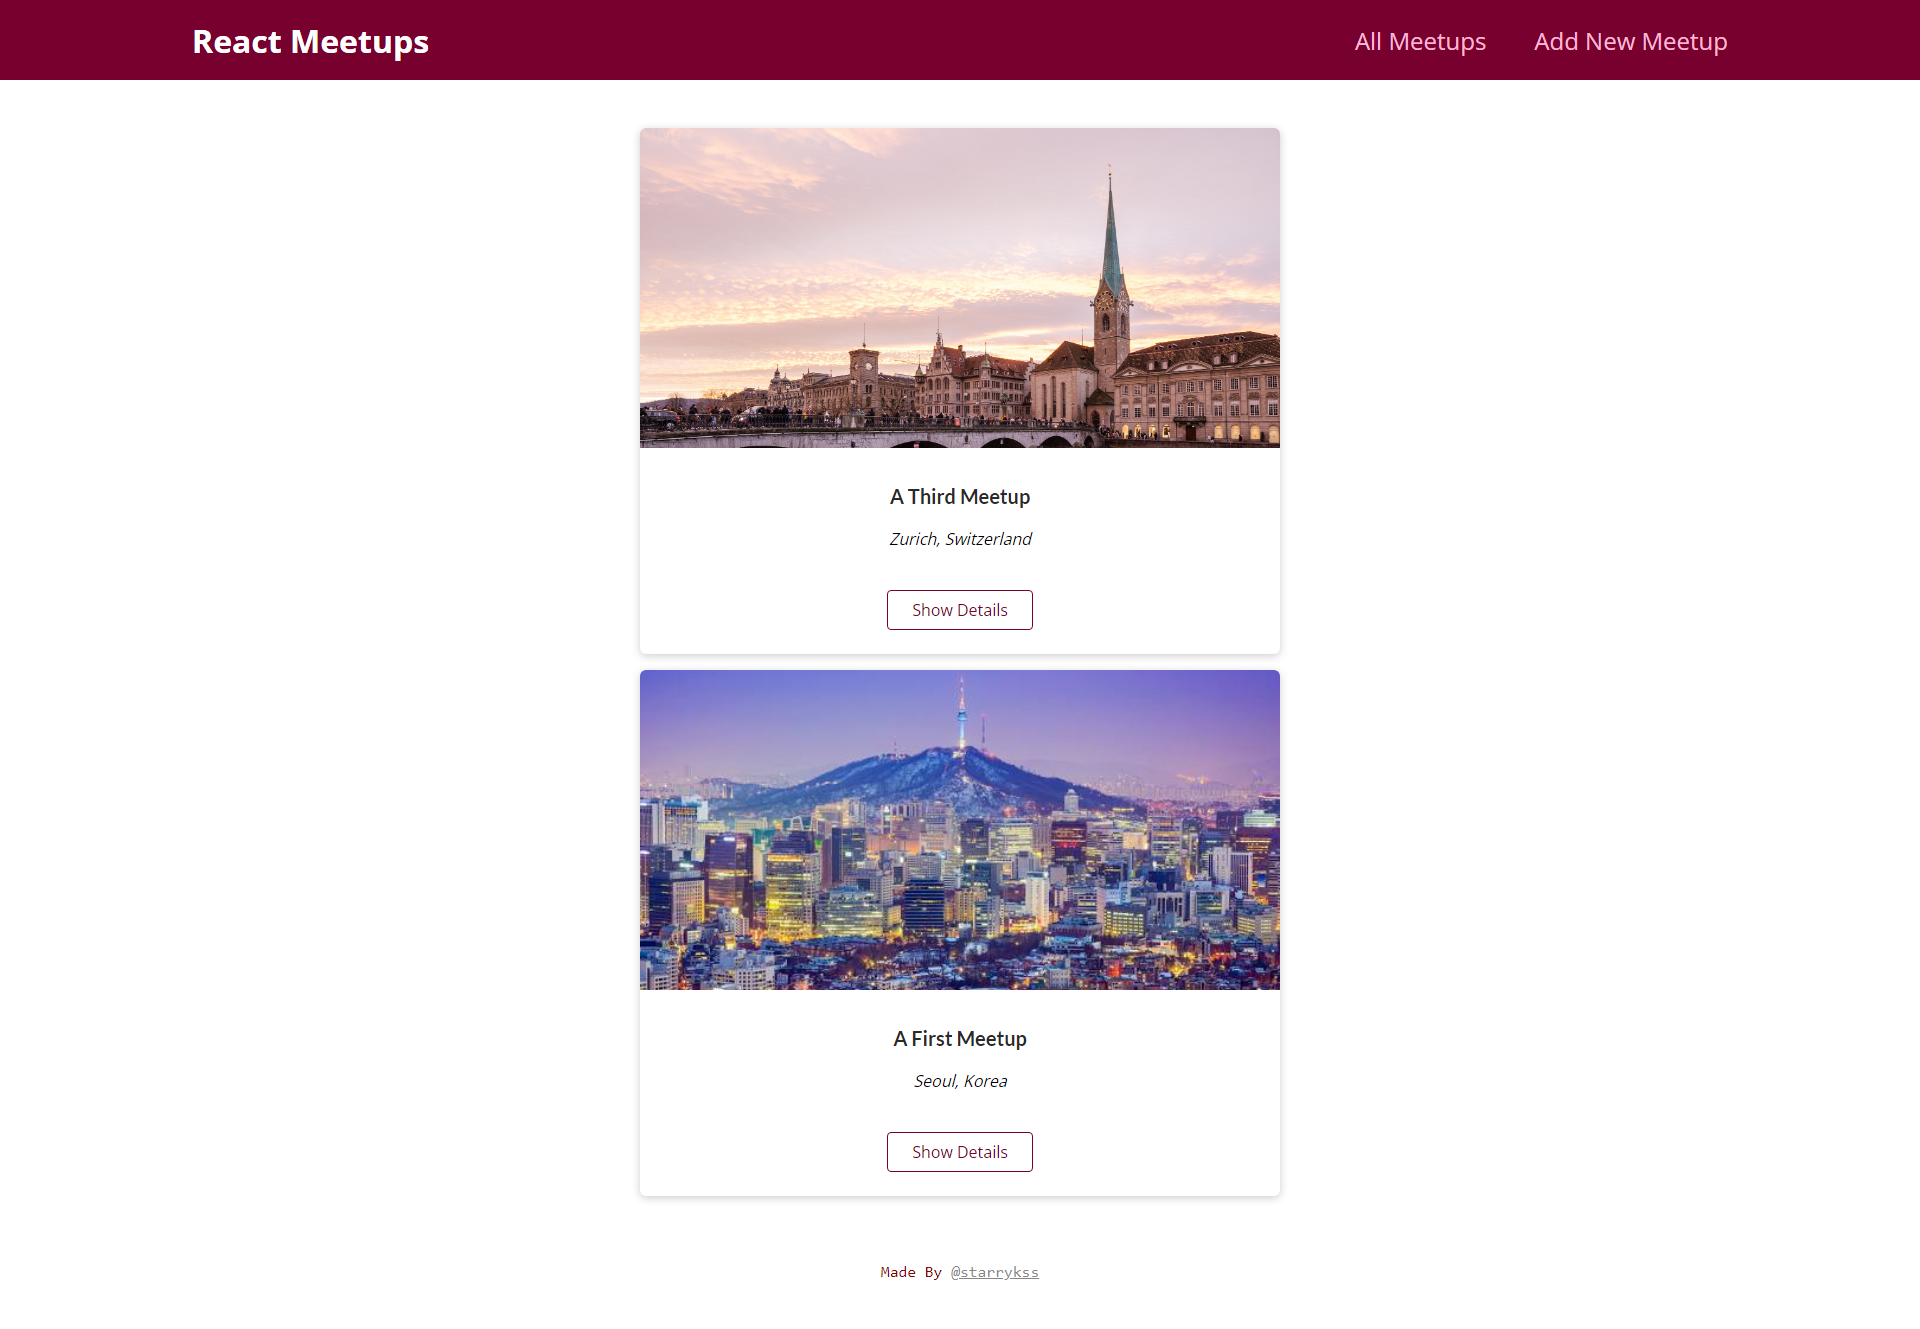 React Meetups
All Meetups
Add New Meetup
A Third Meetup
Zurich, Switzerland
Show Details
A First Meetup
Seoul, Korea
Show Details
Made By @starrykss